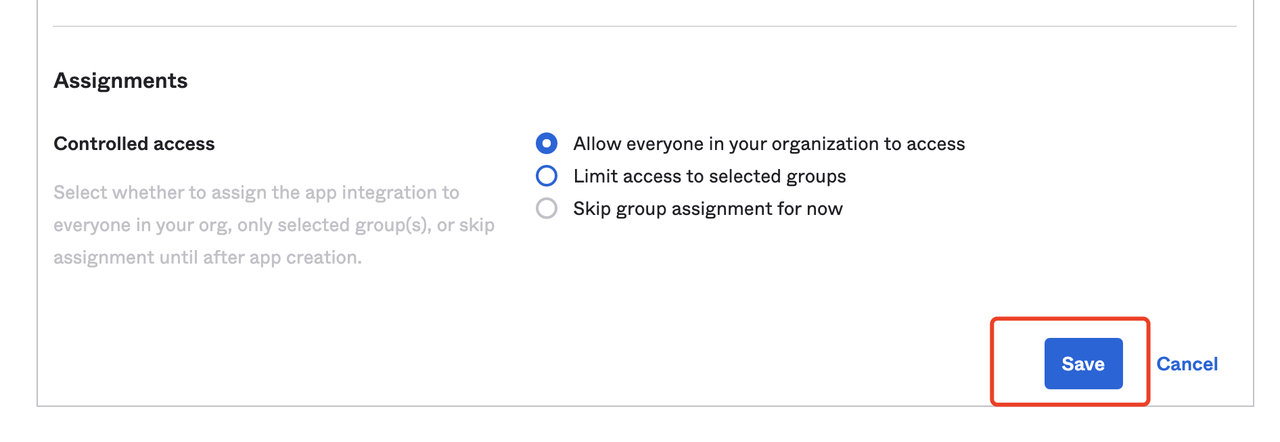 Assignments
Controlled access
Select whether to assign the app integration to
everyone in your org, only selected group(s), or skip
assignment until after app creation.
Allow everyone in your organization to access
Limit access to selected groups
Skip group assignment for now
Save
Cancel